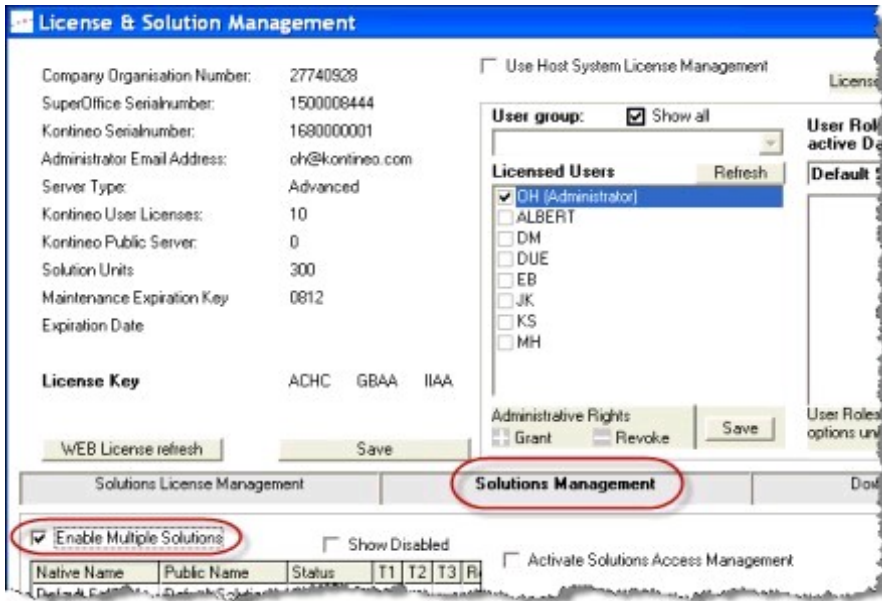 License & Solution Management
Company Organisation Number: 27740928
SuperOffice Serialnumber: 1500008444
Kontineo Serialnumber: 1680000001
Administrator Email Address: oh@kontineo.com
Server Type: Advanced
Kontineo User Licenses: 10
Kontineo Public Server: 0
Solution Units 300
Maintenance Expiration Key 0812
Expiration Date
License Key ACHC GBAA IIAA
WEB License refresh Save
Use Host System License Management
License
User group: Show all
Licensed Users Refresh
OH (Administrator)
ALBERT
DM
DUE
EB
JK
KS
MH
Administrative Rights
Grant Revoke Save
User Rol
active Da
Default S
User Roles
options unl
Solutions License Management Solutions Management Dow
Enable Multiple Solutions Show Disabled Activate Solutions Access Management
Native Name Public Name Status T1 T2 T3